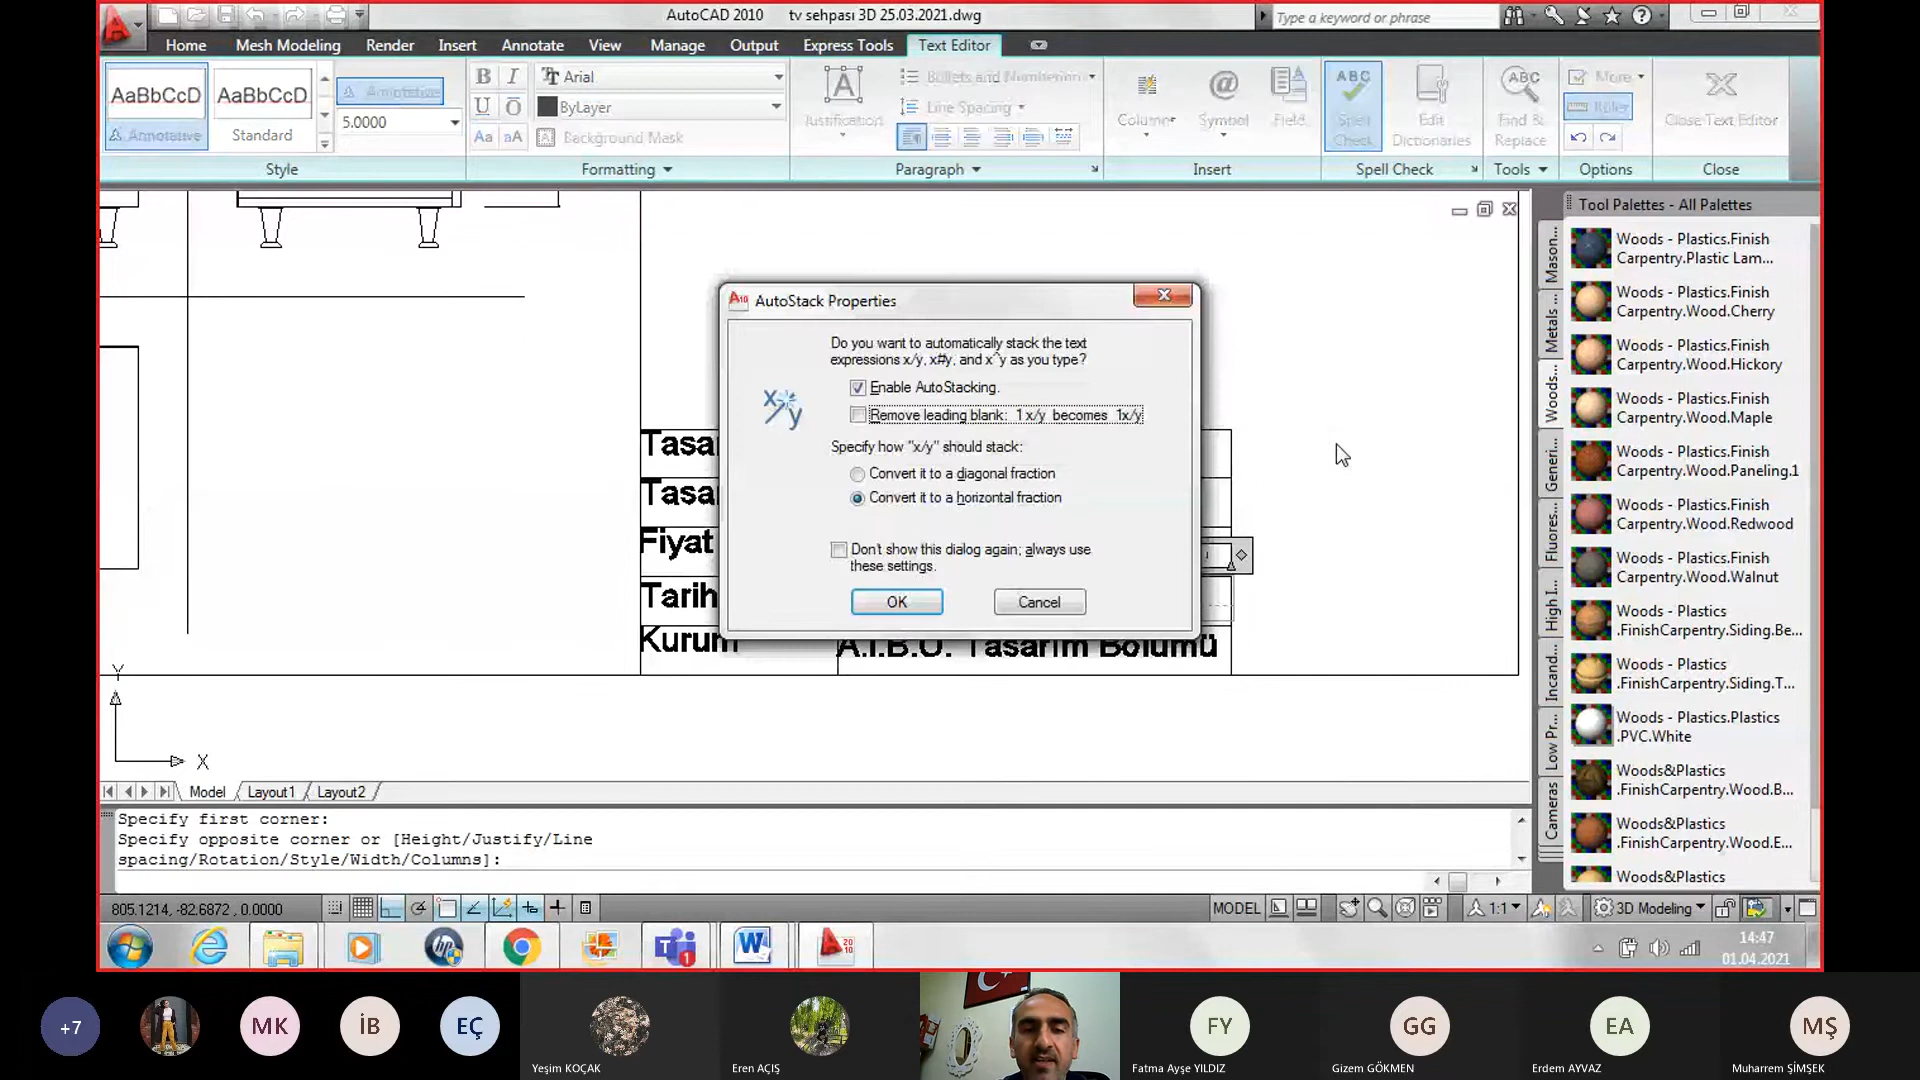 AutoCAD 2010 tv sehpası 3D 25.03.2021.dwg
Type a keyword or phrase
Home Mesh Modeling Render Insert Annotate View Manage Output Express Tools Text Editor
AaBbCcD AaBbCcD Annotative
Annotative Standard 5.0000
B I Arial
U O ByLayer
Aa aA Background Mask
Justification
Bullets and Numbering
Line Spacing
Column Symbol Field
ABC Spell Check
Edit Dictionaries
ABC Find & Replace
More
Ruler
Close Text Editor
Style Formatting Paragraph Insert Spell Check Tools Options Close
AutoStack Properties
Do you want to automatically stack the text
expressions x/y, x#y, and x^y as you type?
Enable AutoStacking.
Remove leading blank: 1 x/y becomes 1x/y
Specify how "x/y" should stack:
Convert it to a diagonal fraction
Convert it to a horizontal fraction
Don't show this dialog again; always use
these settings.
OK Cancel
Fiyat
Tarih
Kurum A.İ.B.Ü. Tasarım Bölümü
Y
X
Tool Palettes - All Palettes
Mason...
Metals ...
Woods...
Generi...
Fluores...
High I...
Incand...
Low Pr...
Cameras
Woods - Plastics.Finish
Carpentry.Plastic Lam...
Woods - Plastics.Finish
Carpentry.Wood.Cherry
Woods - Plastics.Finish
Carpentry.Wood.Hickory
Woods - Plastics.Finish
Carpentry.Wood.Maple
Woods - Plastics.Finish
Carpentry.Wood.Paneling.1
Woods - Plastics.Finish
Carpentry.Wood.Redwood
Woods - Plastics.Finish
Carpentry.Wood.Walnut
Woods - Plastics
.FinishCarpentry.Siding.Be...
Woods - Plastics
.FinishCarpentry.Siding.T...
Woods - Plastics.Plastics
.PVC.White
Woods&Plastics
.FinishCarpentry.Wood.B...
Woods&Plastics
.FinishCarpentry.Wood.E...
Woods&Plastics
Model Layout1 Layout2
Specify first corner:
Specify opposite corner or [Height/Justify/Line
spacing/Rotation/Style/Width/Columns]:
805.1214, -82.6872 , 0.0000 MODEL 1:1 3D Modeling
14:47
01.04.2021
+7 MK İB EÇ FY GG EA MŞ
Yeşim KOÇAK Eren AÇIŞ Fatma Ayşe YILDIZ Gizem GÖKMEN Erdem AYVAZ Muharrem ŞİMŞEK